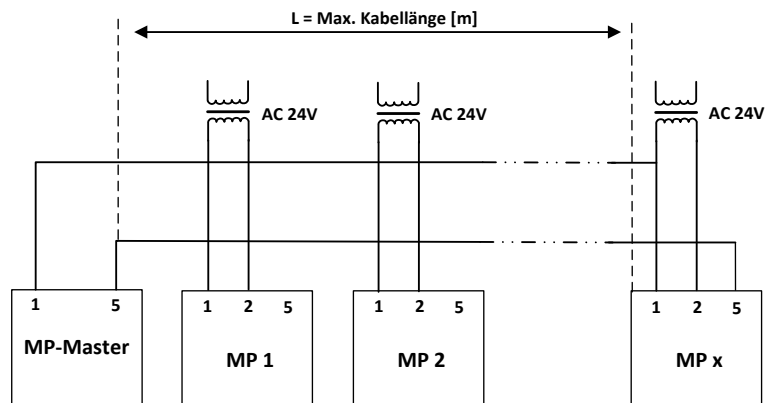 L = Max. Kabellänge [m]
AC 24V
AC 24V
AC 24V
1 5
MP-Master
1 2 5
MP 1
1 2 5
MP 2
1 2 5
MP x